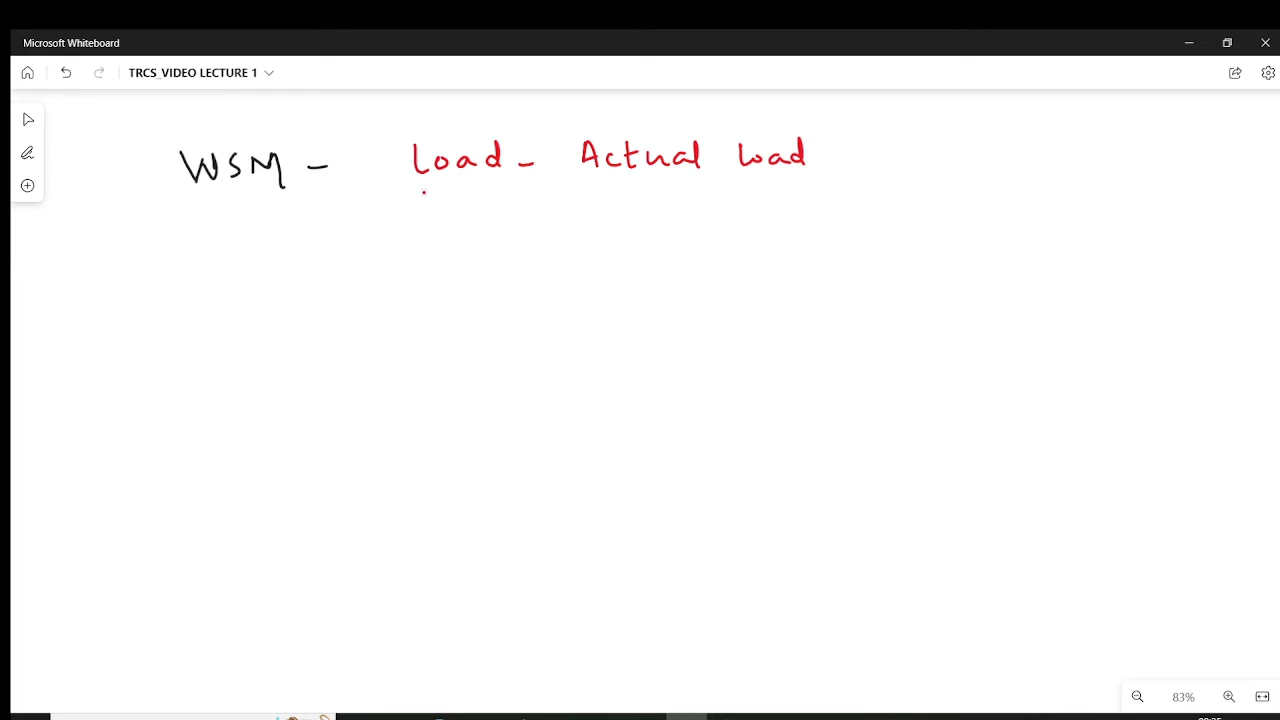 Microsoft Whiteboard
TRCS_VIDEO LECTURE 1
WSM - Load - Actual load
83%